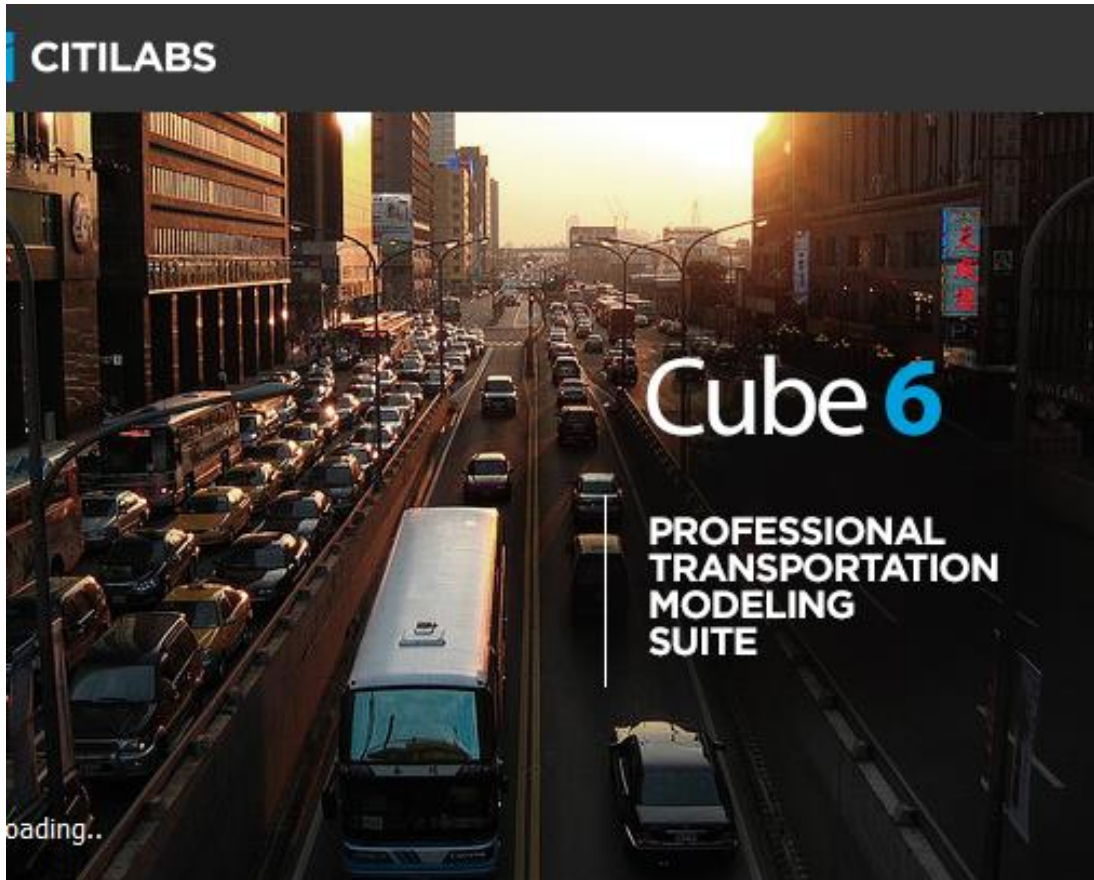 CITILABS
Cube 6
PROFESSIONAL
TRANSPORTATION
MODELING
SUITE
oading..